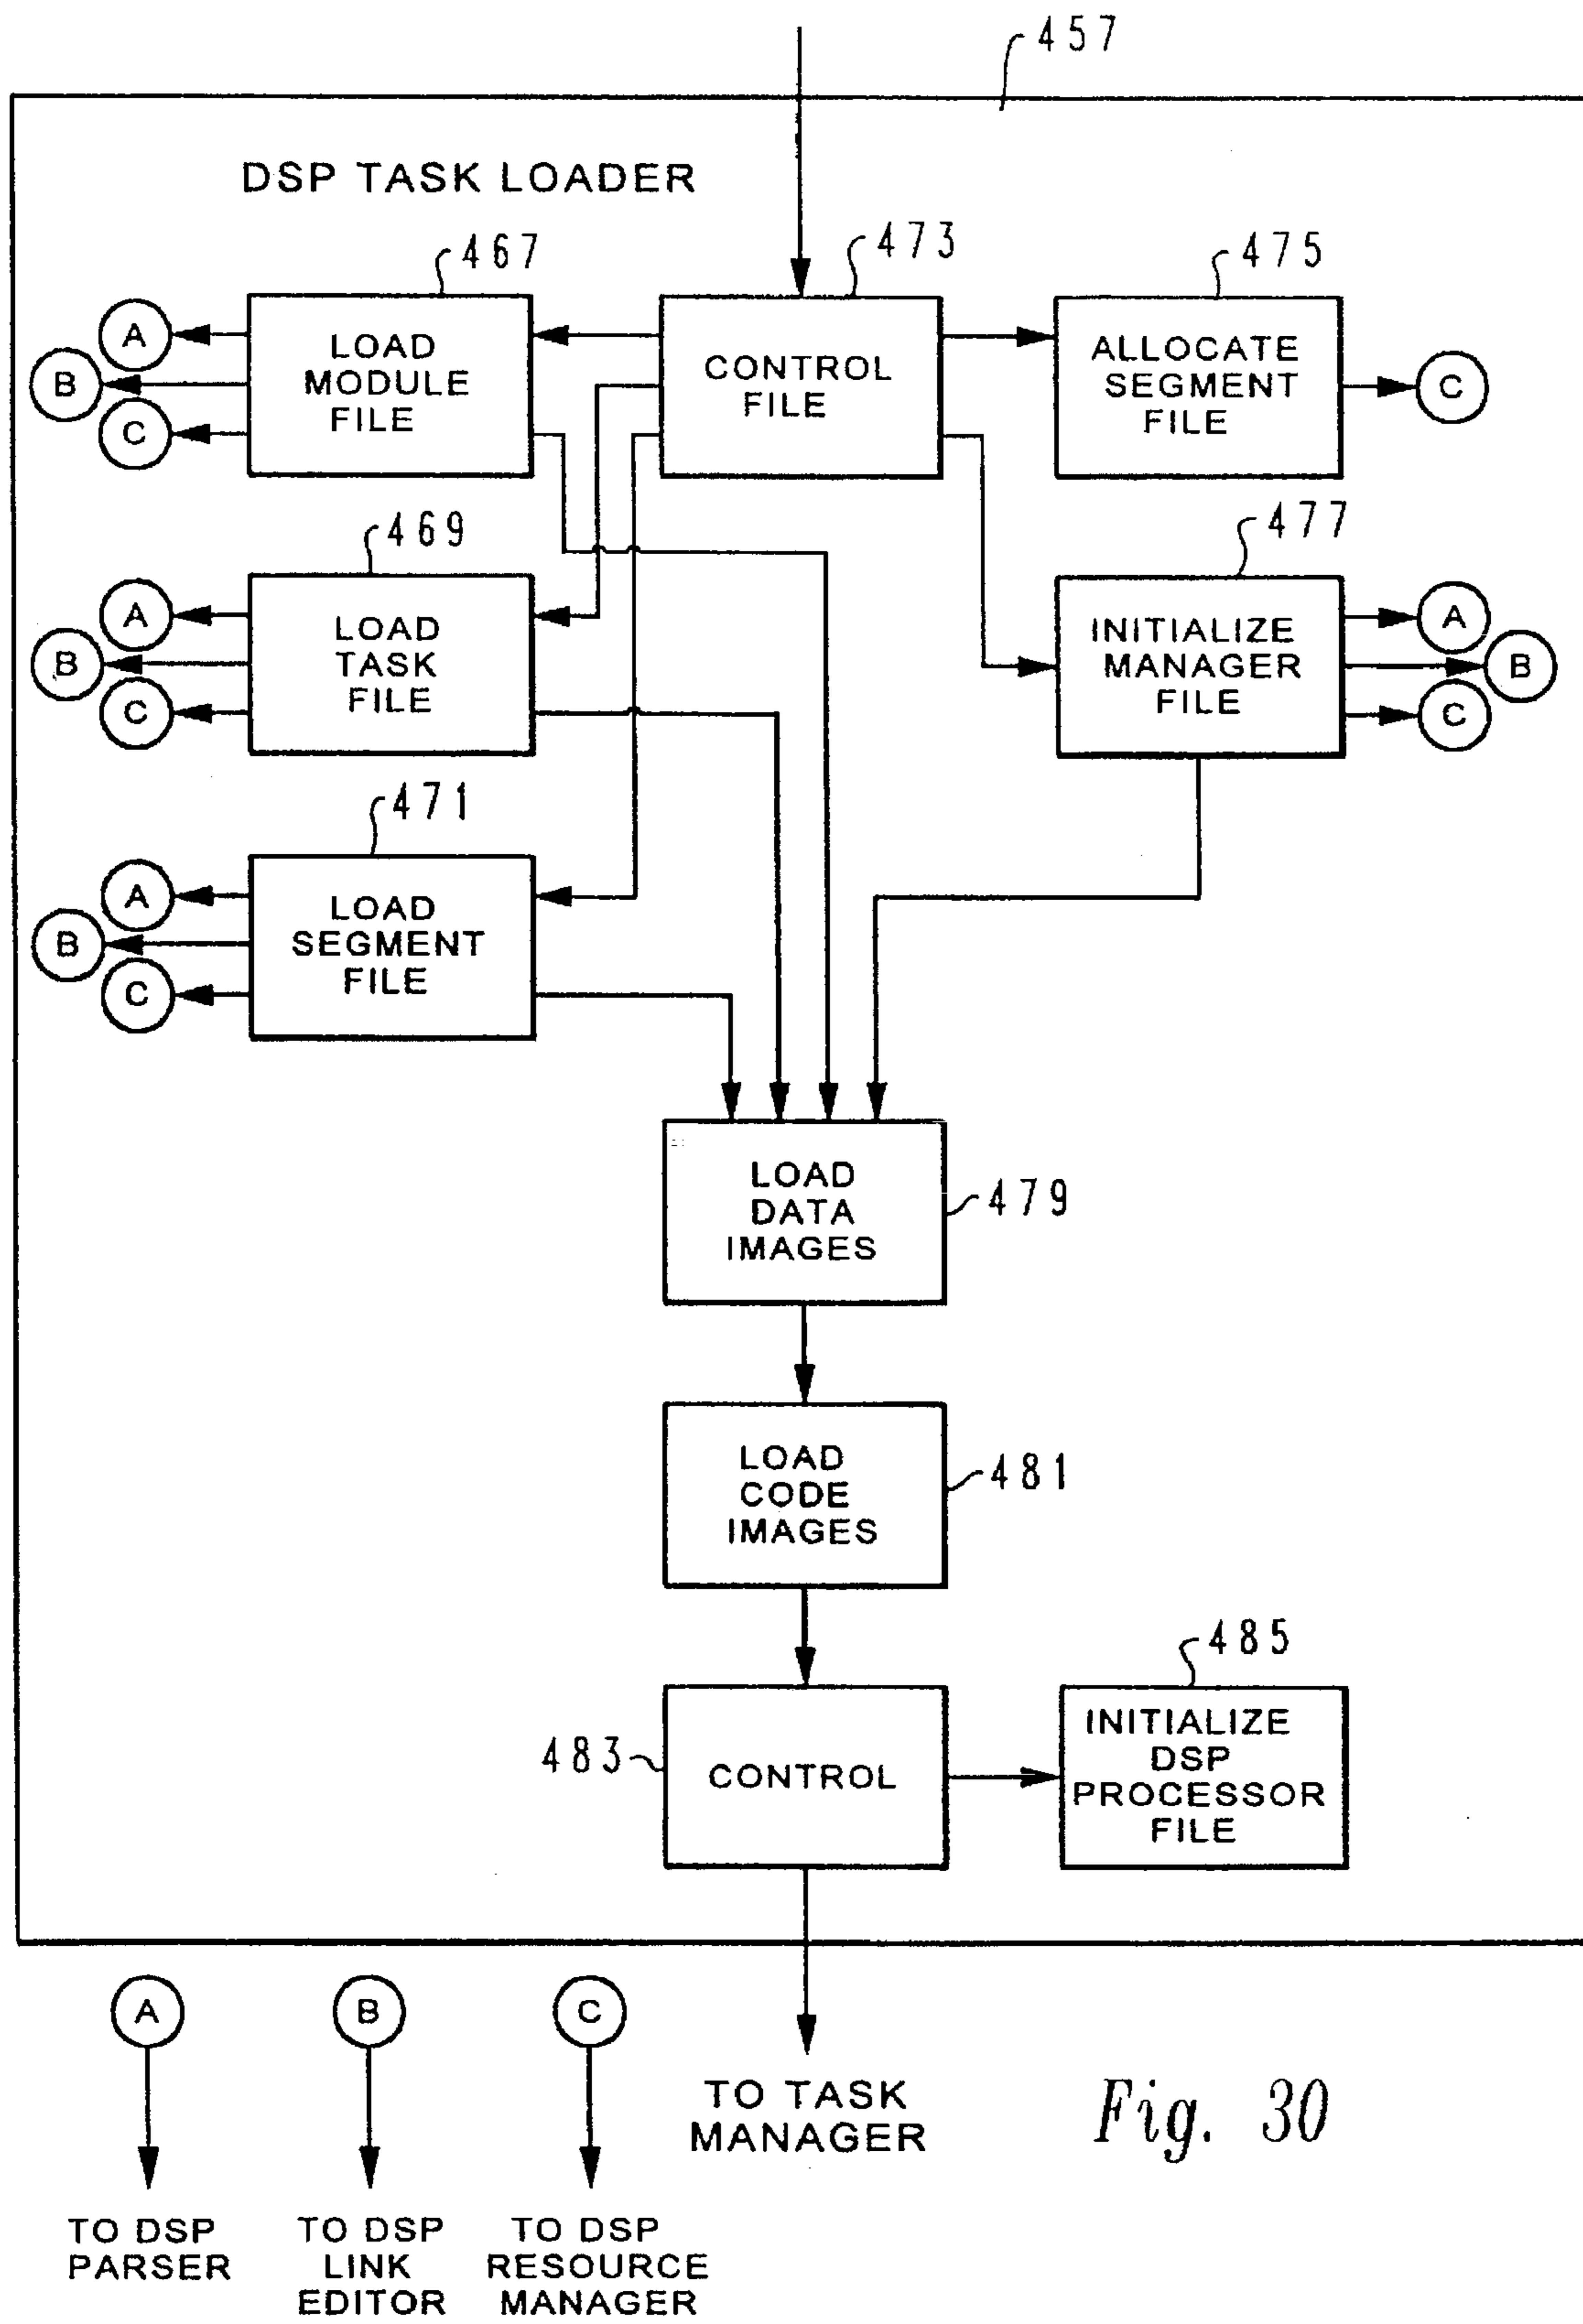 457
DSP TASK LOADER
467
473
475
A
B
C
LOAD
MODULE
FILE
CONTROL
FILE
ALLOCATE
SEGMENT
FILE
C
469
477
A
B
C
LOAD
TASK
FILE
INITIALIZE
MANAGER
FILE
A
B
C
471
A
B
C
LOAD
SEGMENT
FILE
LOAD
DATA
IMAGES
479
LOAD
CODE
IMAGES
481
485
483
CONTROL
INITIALIZE
DSP
PROCESSOR
FILE
A
B
C
TO TASK
MANAGER
Fig. 30
TO DSP
PARSER
TO DSP
LINK
EDITOR
TO DSP
RESOURCE
MANAGER